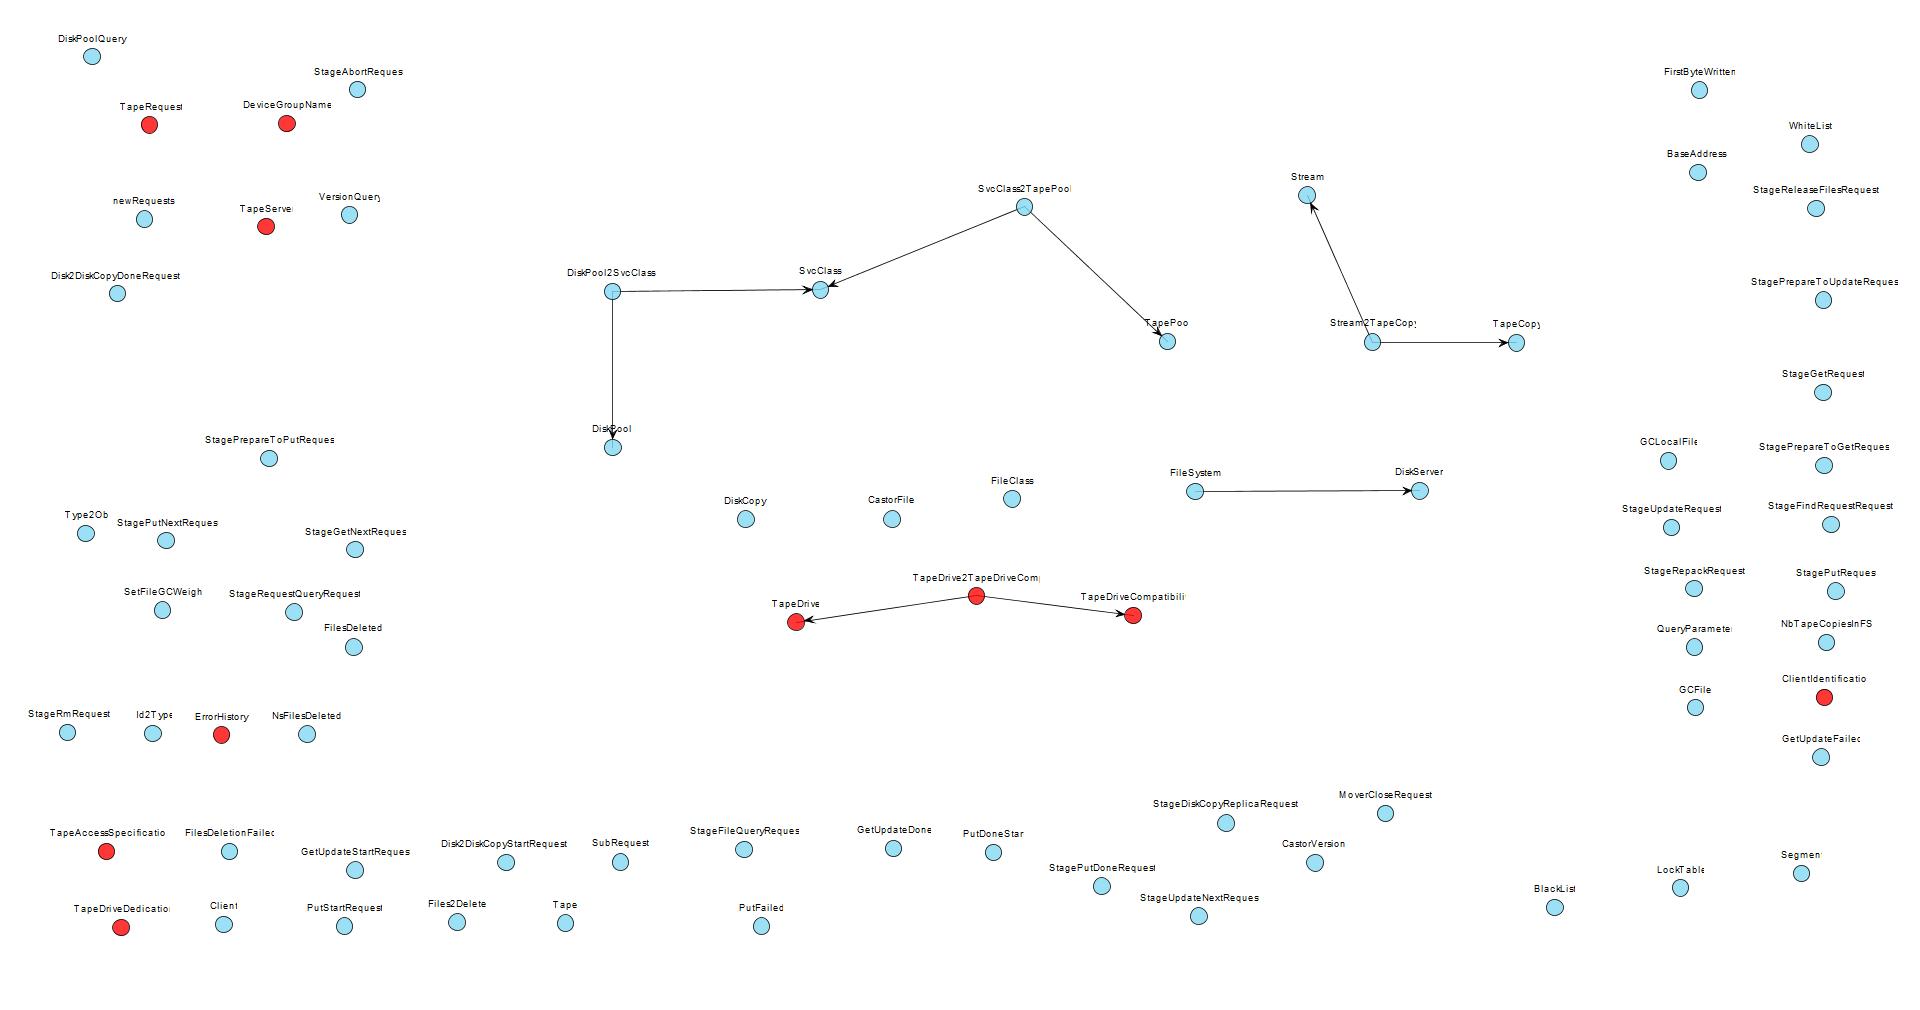 DiskPoolQuery
StageAbortReques
FirstByteWritten
TapeRequest
DeviceGroupName
WhiteList
BaseAddress
Stream
SvcClass2TapePool
StageReleaseFilesRequest
newRequests
TapeServer
VersionQuery
Disk2DiskCopyDoneRequest
DiskPool2SvcClass
SvcClass
StagePrepareToUpdateReques
TapePoo
Stream2TapeCopy
TapeCopy
StageGetRequest
DiskPool
StagePrepareToPutReques
GCLocalFile
StagePrepareToGetReques
FileSystem
DiskServer
FileClass
DiskCopy
CastorFile
StageUpdateRequest
StageFindRequestRequest
Type2Ob
StagePutNextReques
StageGetNextReques
StageRepackRequest
StagePutReques
TapeDrive2TapeDriveComp
SetFileGCWeigh
StageRequestQueryRequest
TapeDrive
TapeDriveCompatibili
FilesDeleted
QueryParameter
NbTapeCopiesInFS
ClientIdentificatio
GCFile
StageRmRequest
Id2Type
ErrorHistory
NsFilesDeleted
GetUpdateFailed
StageDiskCopyReplicaRequest
MoverCloseRequest
TapeAccessSpecificatio
FilesDeletionFailed
GetUpdateStartReques
Disk2DiskCopyStartRequest
SubRequest
StageFileQueryReques
GetUpdateDone
PutDoneStar
CastorVersion
StagePutDoneRequest
LockTable
Segment
TapeDriveDedicatio
Client
PutStartRequest
Files2Delete
Tape
PutFailed
StageUpdateNextReques
BlackList